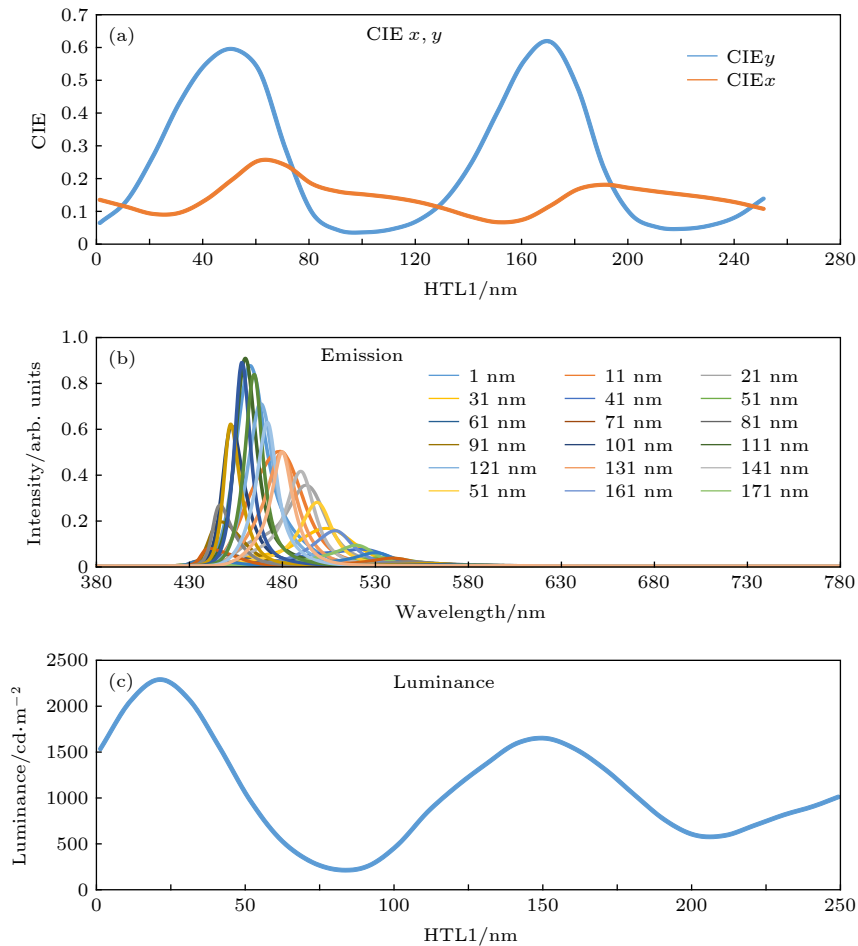 (a)
CIE x, y
CIEy
CIEx
0.7
0.6
0.5
0.4
0.3
0.2
0.1
0
CIE
0 40 80 120 160 200 240 280
HTL1/nm
(b)
Emission
1 nm 11 nm 21 nm
31 nm 41 nm 51 nm
61 nm 71 nm 81 nm
91 nm 101 nm 111 nm
121 nm 131 nm 141 nm
51 nm 161 nm 171 nm
1.0
0.8
0.6
0.4
0.2
0
Intensity/arb. units
380 430 480 530 580 630 680 730 780
Wavelength/nm
(c)
Luminance
2500
2000
1500
1000
500
0
Luminance/cd·m⁻²
0 50 100 150 200 250
HTL1/nm